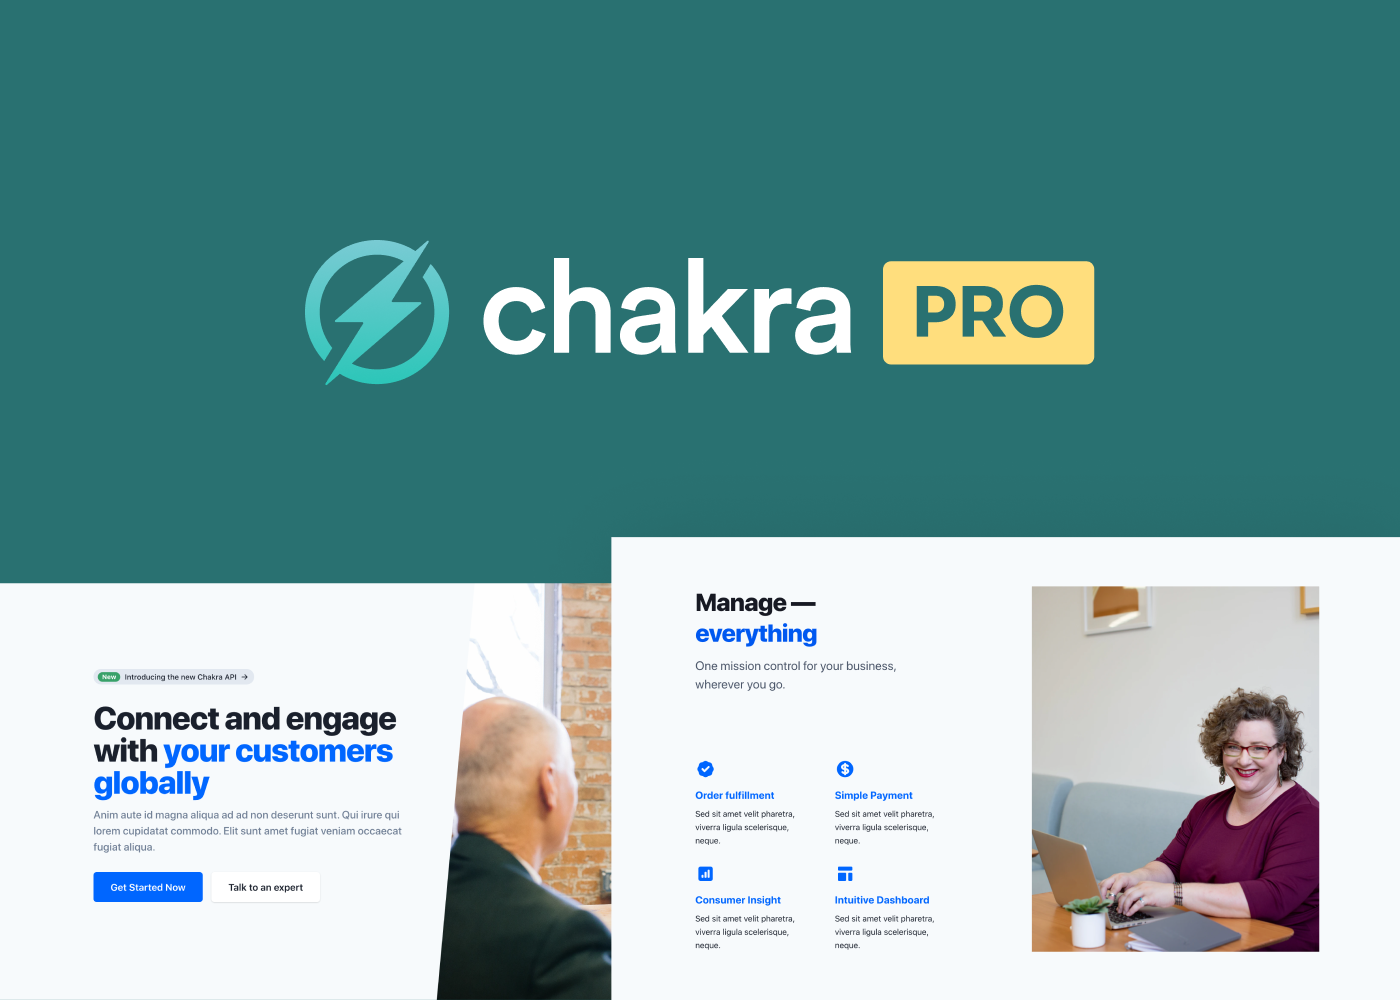 chakra PRO
New Introducing the new Chakra API →
Connect and engage
with your customers
globally
Anim aute id magna aliqua ad ad non deserunt sunt. Qui irure qui
lorem cupidatat commodo. Elit sunt amet fugiat veniam occaecat
fugiat aliqua.
Get Started Now Talk to an expert
Manage —
everything
One mission control for your business,
wherever you go.
Order fulfillment
Sed sit amet velit pharetra,
viverra ligula scelerisque,
neque.
Simple Payment
Sed sit amet velit pharetra,
viverra ligula scelerisque,
neque.
Consumer Insight
Sed sit amet velit pharetra,
viverra ligula scelerisque,
neque.
Intuitive Dashboard
Sed sit amet velit pharetra,
viverra ligula scelerisque,
neque.